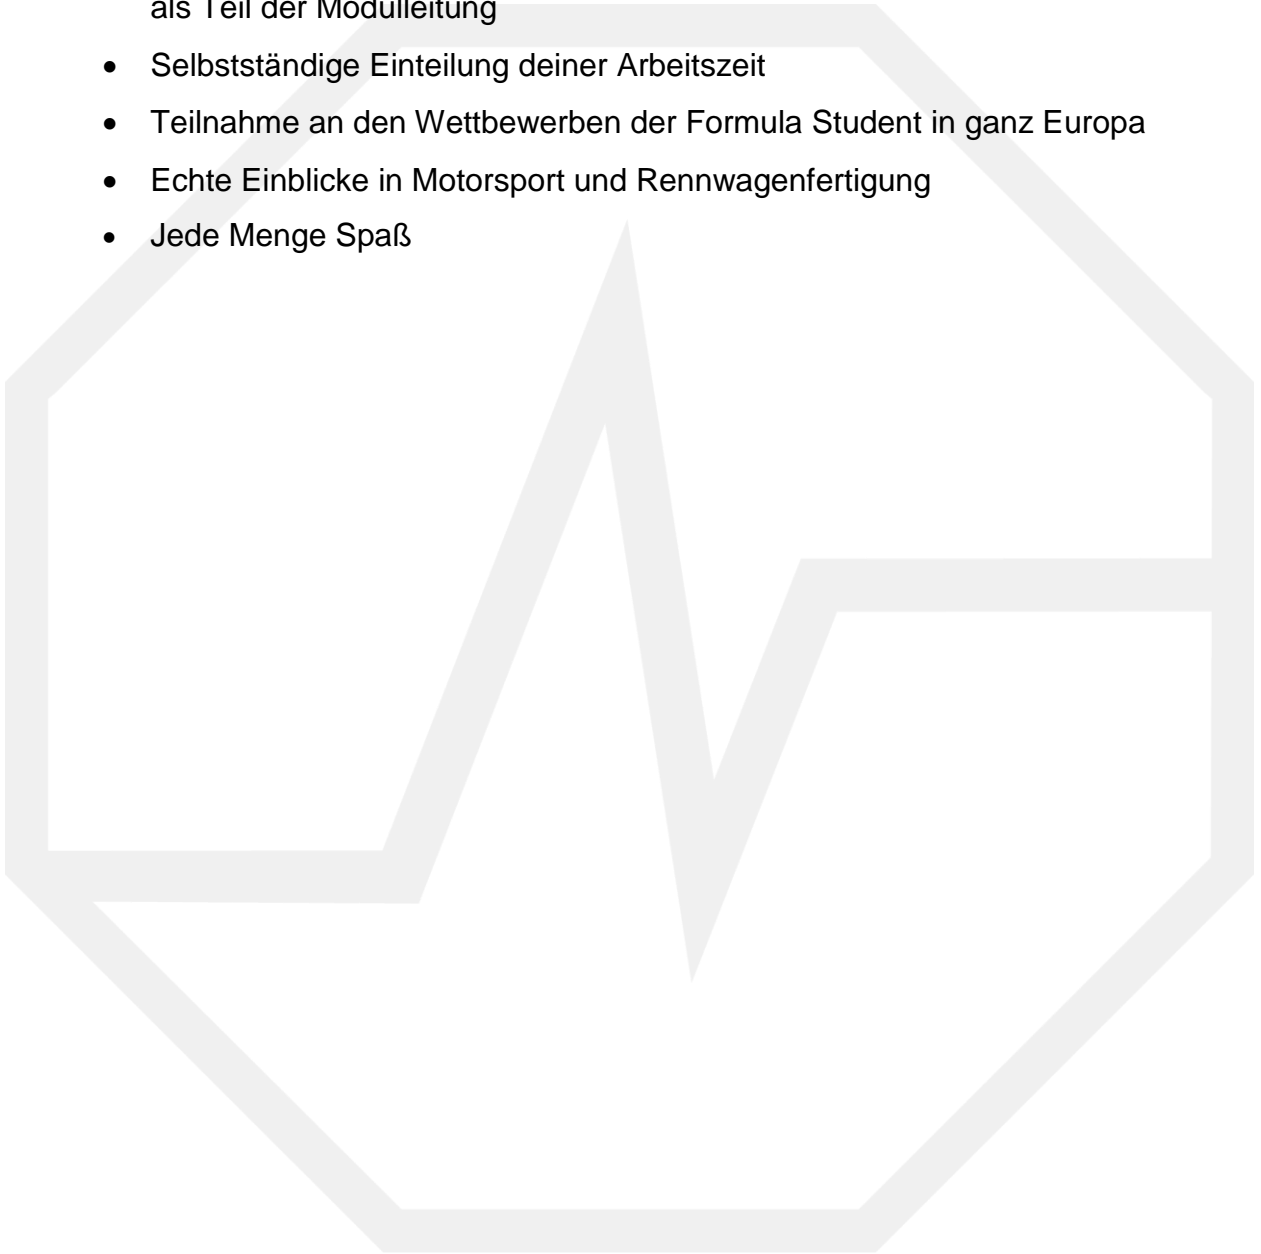 als Teil der Modulleitung
• Selbstständige Einteilung deiner Arbeitszeit
• Teilnahme an den Wettbewerben der Formula Student in ganz Europa
• Echte Einblicke in Motorsport und Rennwagenfertigung
• Jede Menge Spaß